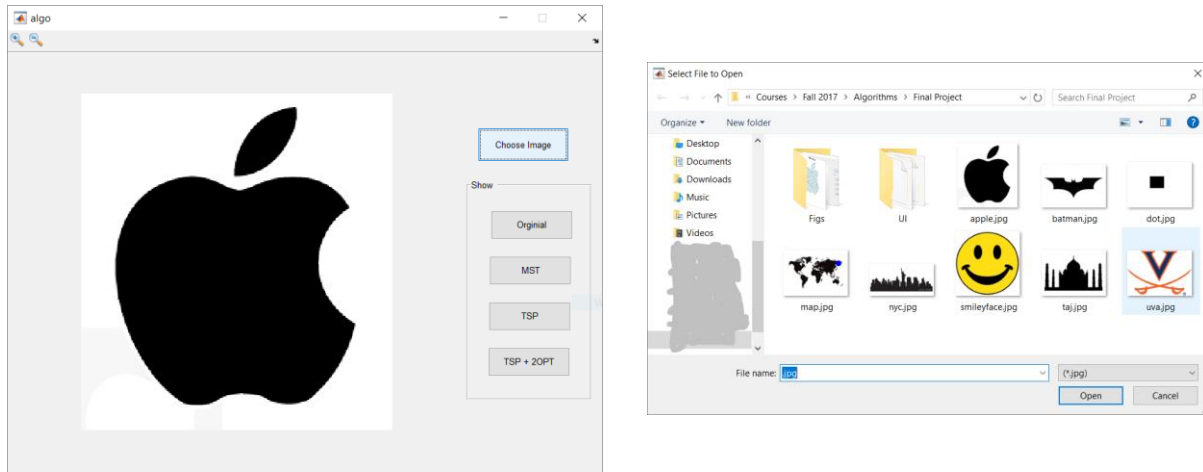 algo
Choose Image
Show
Orginial
MST
TSP
TSP + 2OPT
Select File to Open
« Courses > Fall 2017 > Algorithms > Final Project
Search Final Project
Organize
New folder
Desktop
Documents
Downloads
Music
Pictures
Videos
Figs
UI
apple.jpg
batman.jpg
dot.jpg
map.jpg
nyc.jpg
smileyface.jpg
taj.jpg
uva.jpg
File name:
.jpg
(*.jpg)
Open
Cancel